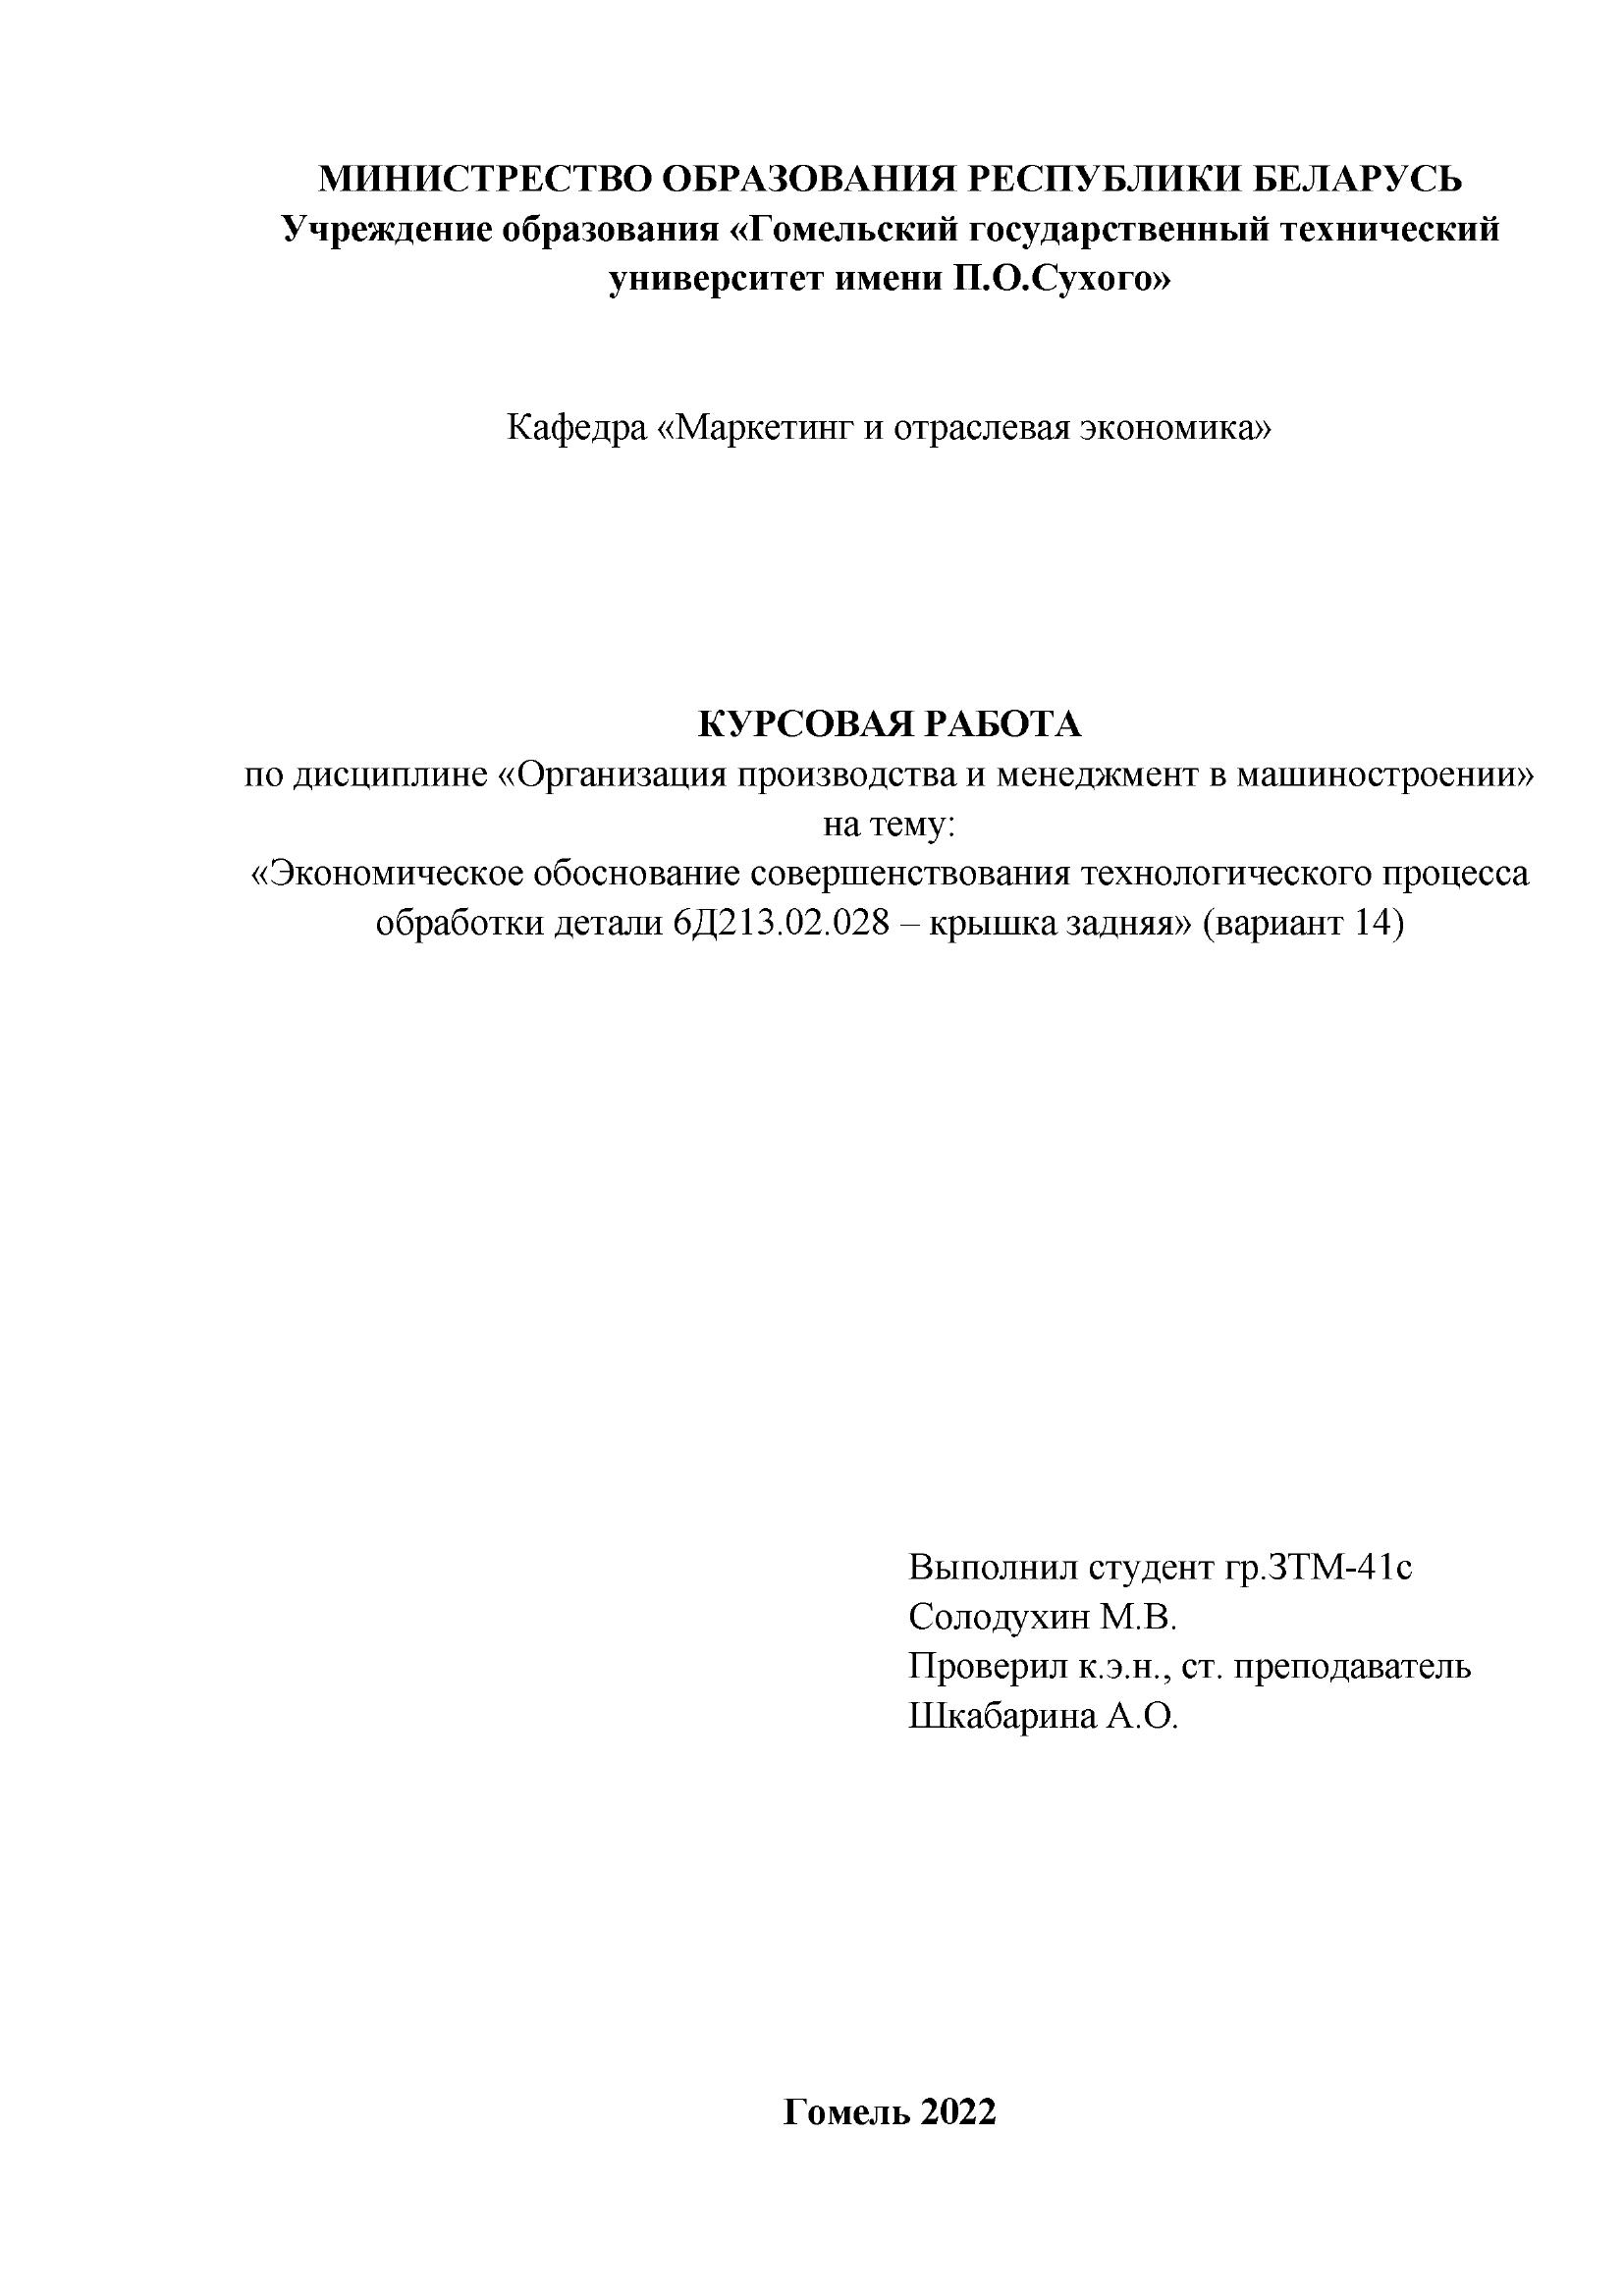 МИНИСТРЕСТВО ОБРАЗОВАНИЯ РЕСПУБЛИКИ БЕЛАРУСЬ
Учреждение образования «Гомельский государственный технический
университет имени П.О.Сухого»
Кафедра «Маркетинг и отраслевая экономика»
КУРСОВАЯ РАБОТА
по дисциплине «Организация производства и менеджмент в машиностроении»
на тему:
«Экономическое обоснование совершенствования технологического процесса
обработки детали 6Д213.02.028 – крышка задняя» (вариант 14)
Выполнил студент гр.ЗТМ-41с
Солодухин М.В.
Проверил к.э.н., ст. преподаватель
Шкабарина А.О.
Гомель 2022